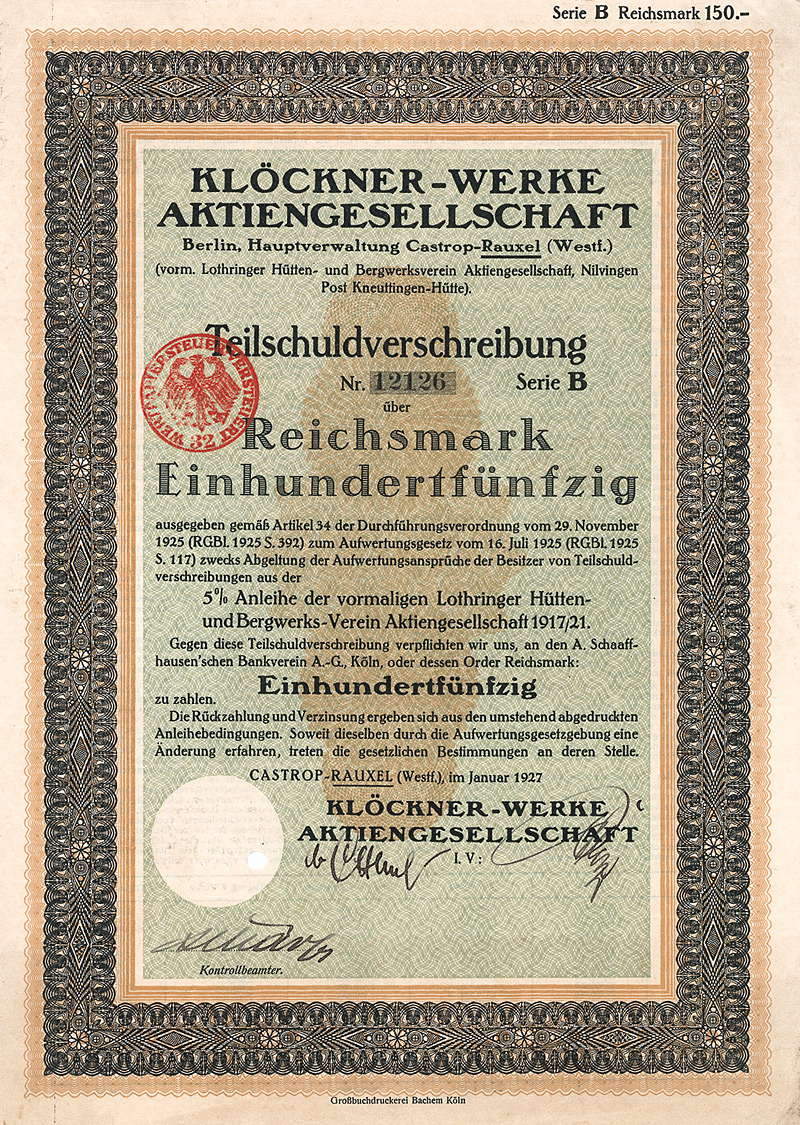 Serie B Reichsmark 150.-
KLÖCKNER-WERKE
AKTIENGESELLSCHAFT
Berlin, Hauptverwaltung Castrop-Rauxel (Westf.)
(vorm. Lothringer Hütten- und Bergwerksverein Aktiengesellschaft, Nilvingen
Post Kneuttingen-Hütte).
Teilschuldverschreibung
Nr. 12126 Serie B
über
WERTPAPIERSTEUER ENTRICHTET
32
Reichsmark
Einhundertfünfzig
ausgegeben gemäß Artikel 34 der Durchführungsverordnung vom 29. November
1925 (RGBl. 1925 S. 392) zum Aufwertungsgesetz vom 16. Juli 1925 (RGBl. 1925
S. 117) zwecks Abgeltung der Aufwertungsansprüche der Besitzer von Teilschuld-
verschreibungen aus der
5% Anleihe der vormaligen Lothringer Hütten-
und Bergwerks-Verein Aktiengesellschaft 1917/21.
Gegen diese Teilschuldverschreibung verpflichten wir uns, an den A. Schaaff-
hausen'schen Bankverein A.-G., Köln, oder dessen Order Reichsmark:
Einhundertfünfzig
zu zahlen.
Die Rückzahlung und Verzinsung ergeben sich aus den umstehend abgedruckten
Anleihebedingungen. Soweit dieselben durch die Aufwertungsgesetzgebung eine
Änderung erfahren, treten die gesetzlichen Bestimmungen an deren Stelle.
CASTROP-RAUXEL (Westf.), im Januar 1927
KLÖCKNER-WERKE
AKTIENGESELLSCHAFT
I. V:
Kontrollbeamter.
Großbuchdruckerei Bachem Köln